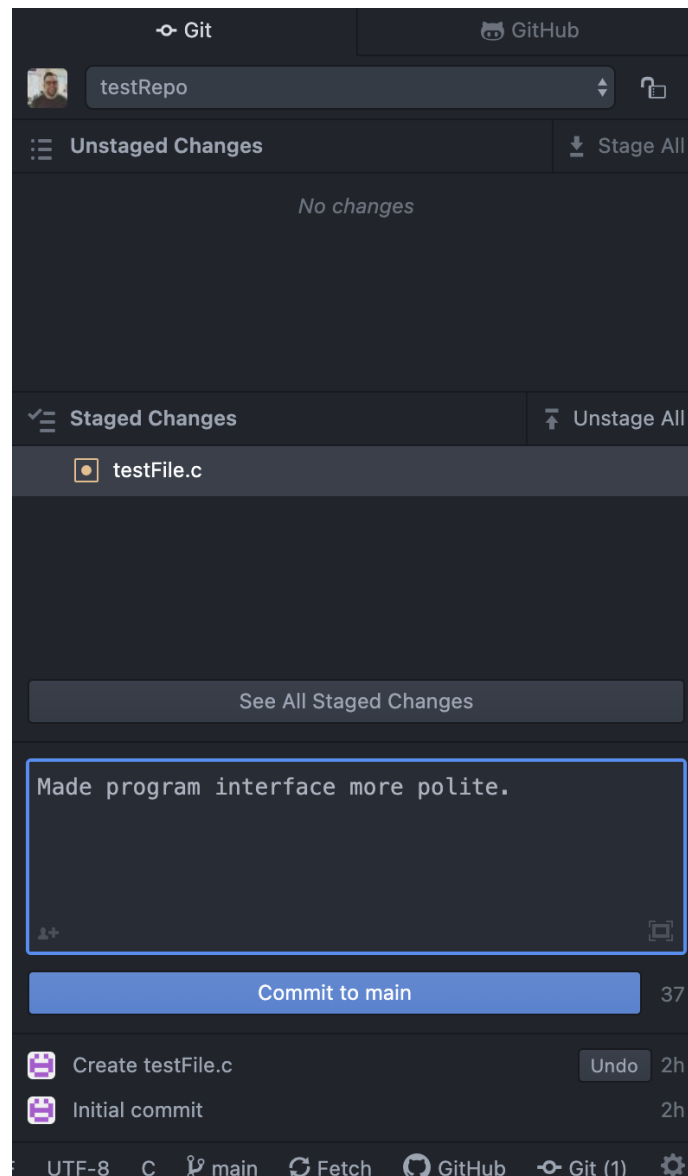 Git
GitHub
testRepo
Unstaged Changes
Stage All
No changes
Staged Changes
Unstage All
testFile.c
See All Staged Changes
Made program interface more polite.
Commit to main
37
Create testFile.c
Undo
2h
Initial commit
2h
UTF-8 C main Fetch GitHub Git (1)